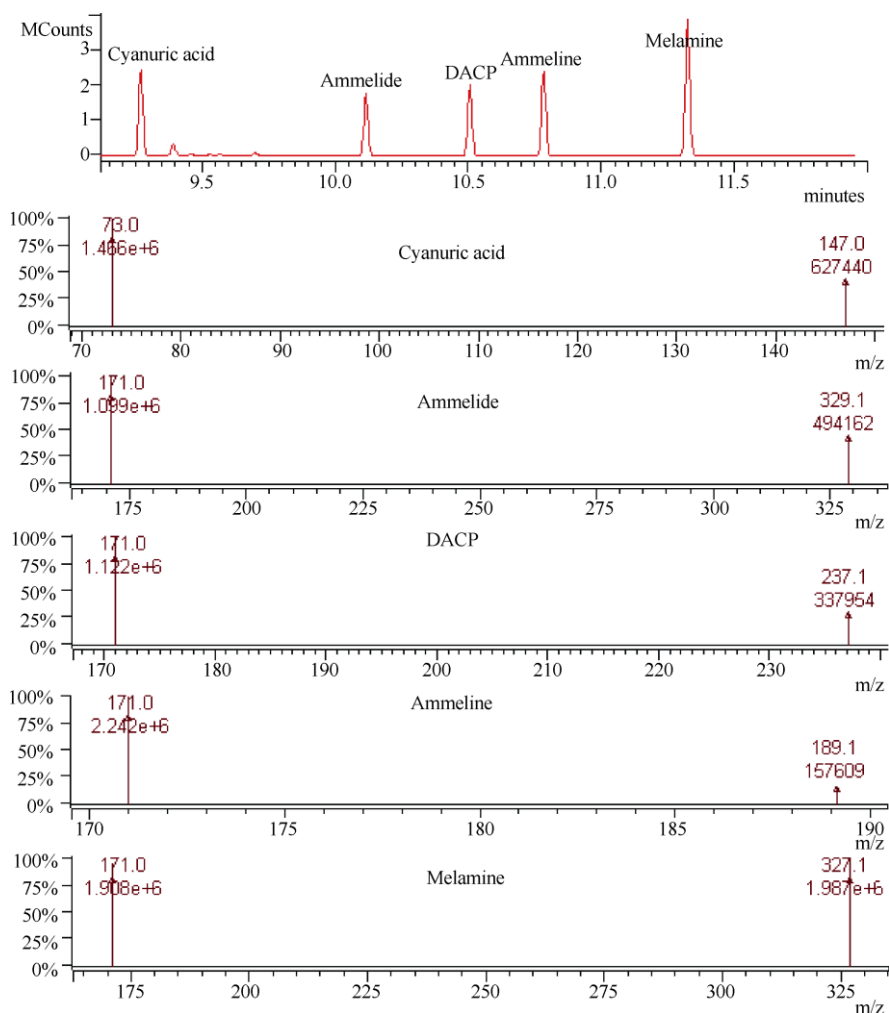 MCounts
Cyanuric acid
Ammelide
DACP
Ammeline
Melamine
3
2
1
0
9.5 10.0 10.5 11.0 11.5
minutes
100%
75%
50%
25%
0%
73.0
1.466e+6
Cyanuric acid
147.0
627440
70 80 90 100 110 120 130 140
m/z
100%
75%
50%
25%
0%
171.0
1.099e+6
Ammelide
329.1
494162
175 200 225 250 275 300 325
m/z
100%
75%
50%
25%
0%
171.0
1.122e+6
DACP
237.1
337954
170 180 190 200 210 220 230
m/z
100%
75%
50%
25%
0%
171.0
2.242e+6
Ammeline
189.1
157609
170 175 180 185 190
m/z
100%
75%
50%
25%
0%
171.0
1.908e+6
Melamine
327.1
1.987e+6
175 200 225 250 275 300 325
m/z